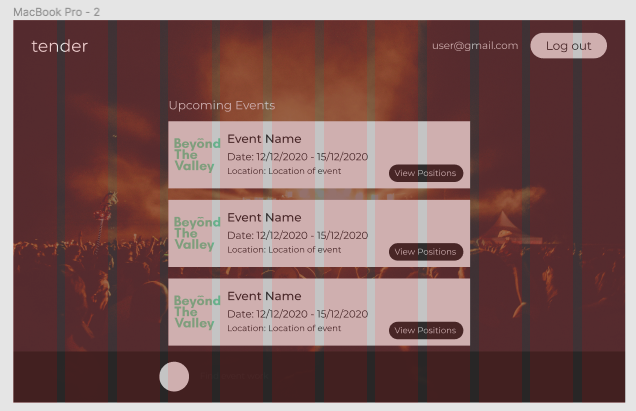 MacBook Pro - 2
tender
user@gmail.com
Log out
Upcoming Events
Beyōnd
The
Valley
Event Name
Date: 12/12/2020 - 15/12/2020
Location: Location of event
View Positions
Beyōnd
The
Valley
Event Name
Date: 12/12/2020 - 15/12/2020
Location: Location of event
View Positions
Beyōnd
The
Valley
Event Name
Date: 12/12/2020 - 15/12/2020
Location: Location of event
View Positions